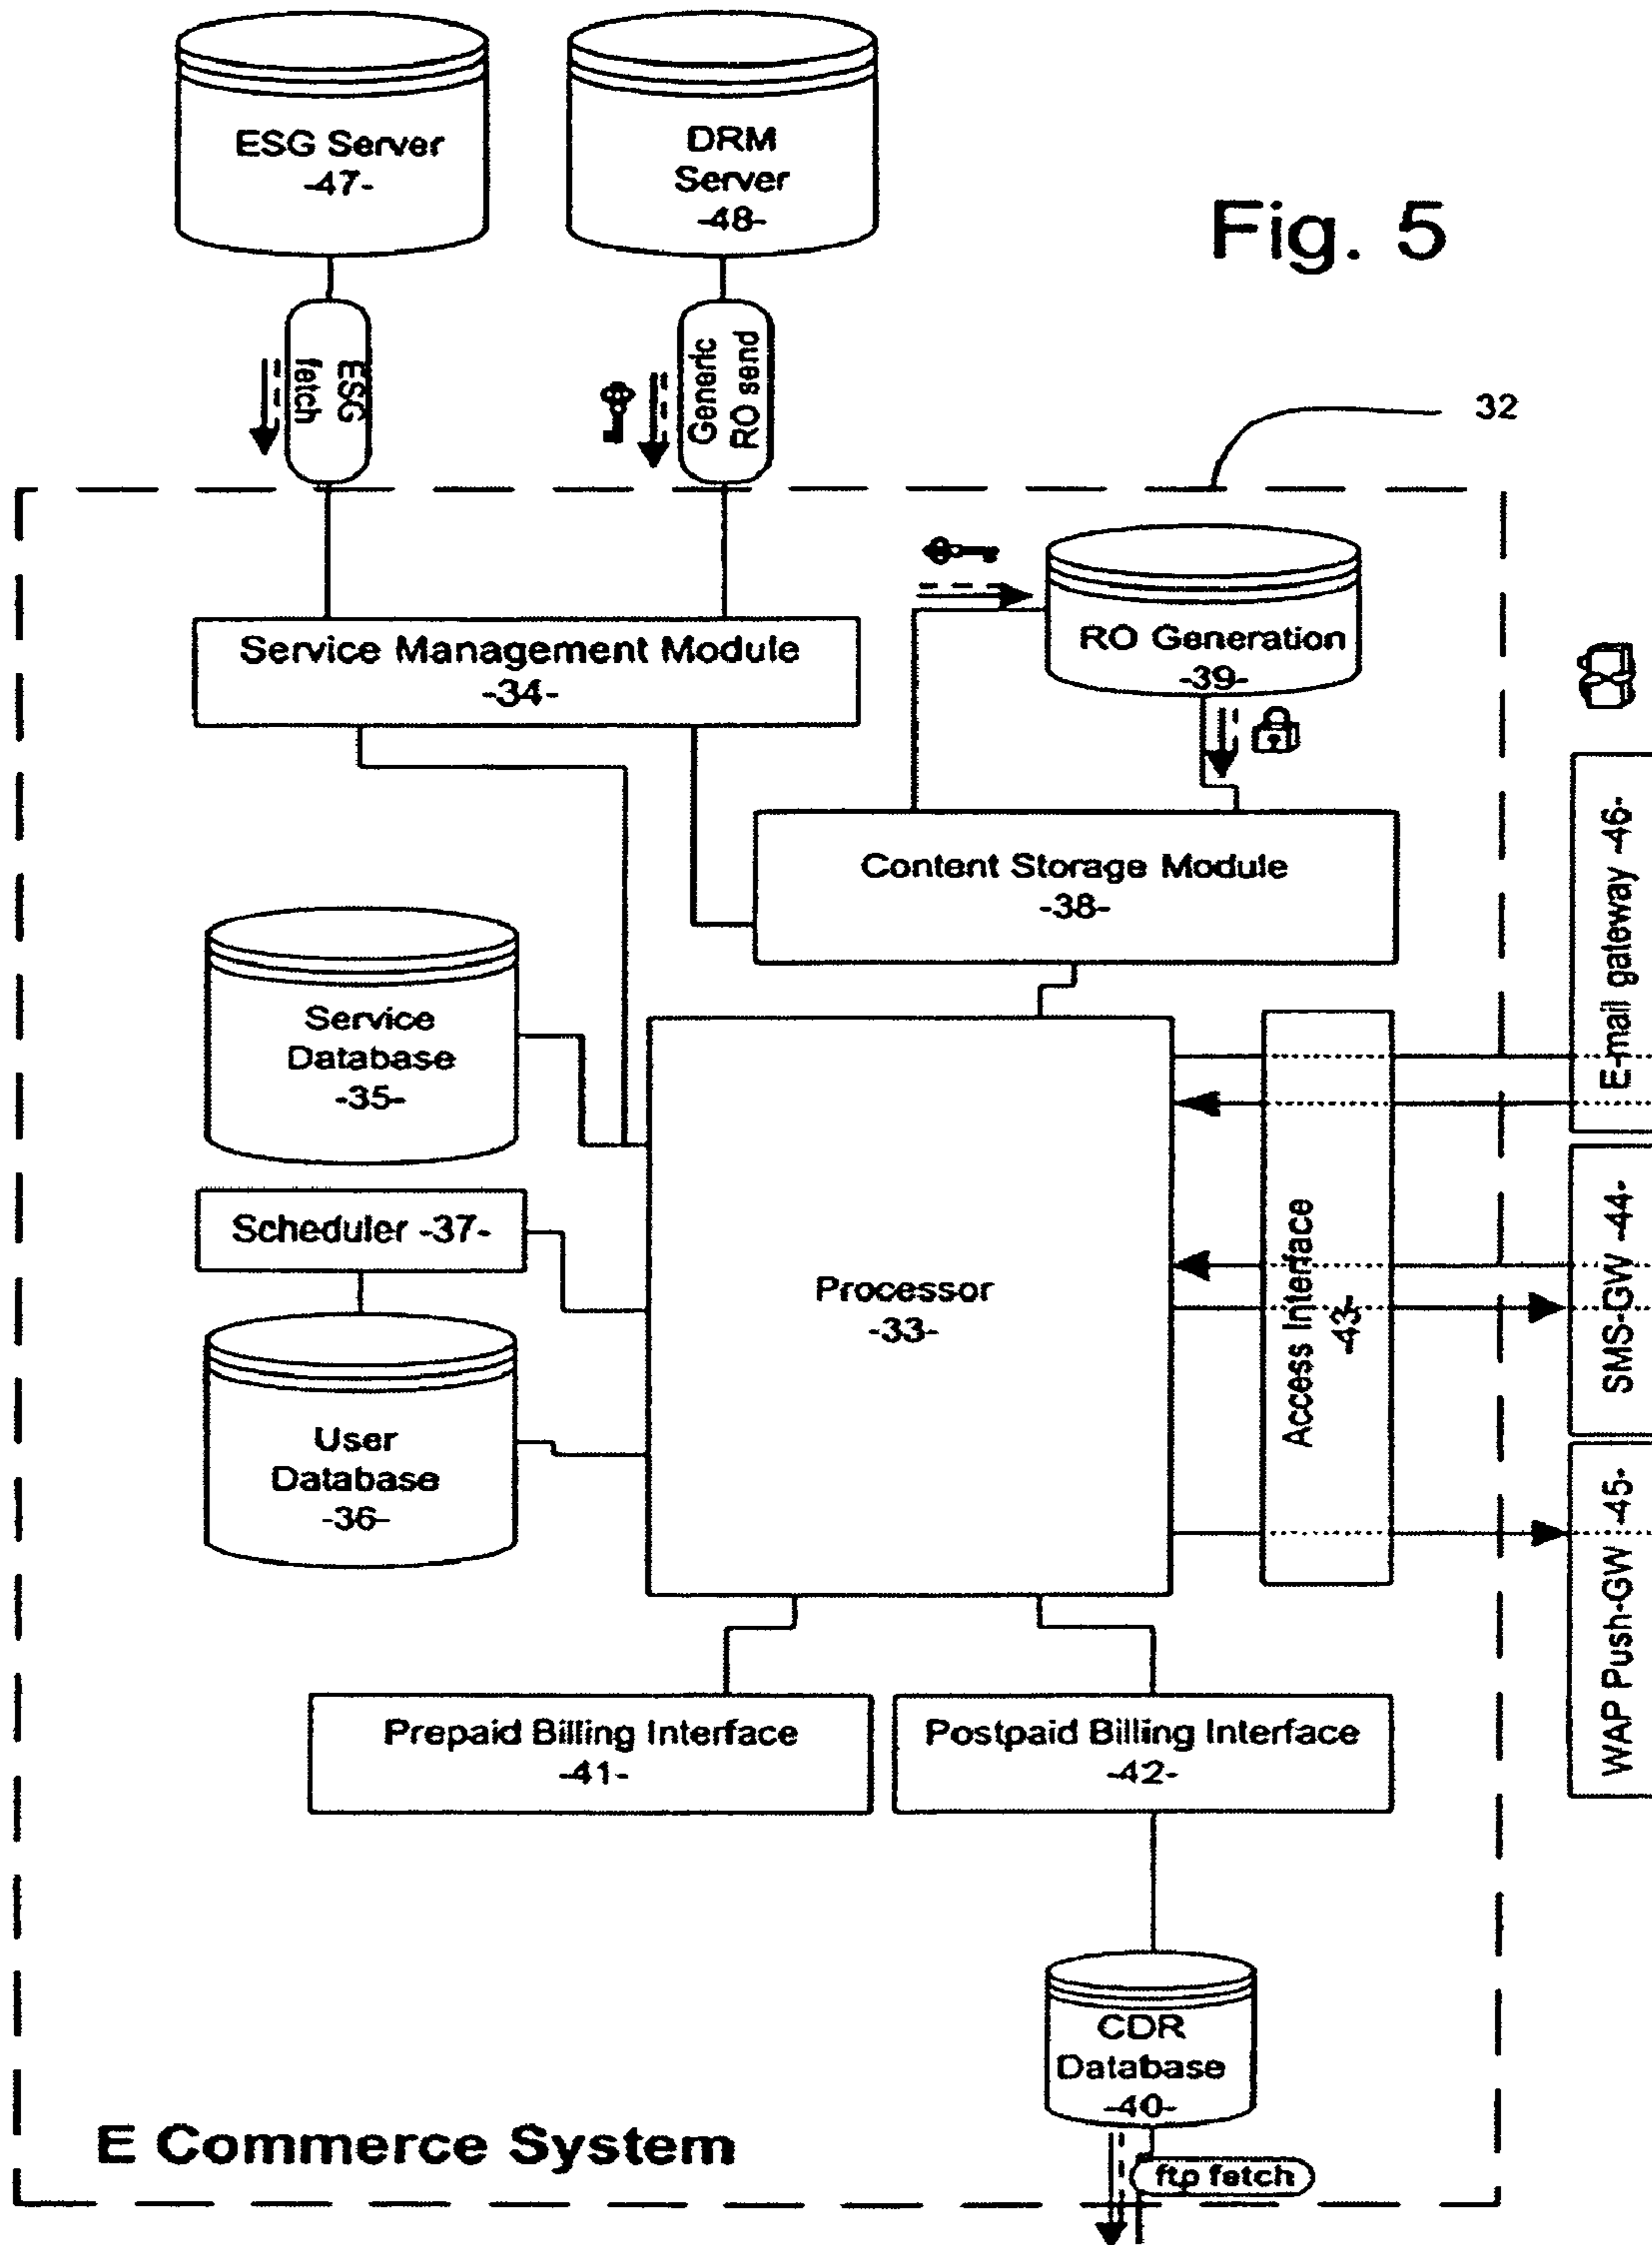 ESG Server
-47-
DRM
Server
-48-
Fig. 5
ESG
fetch
Generic
RO send
32
Service Management Module
-34-
RO Generation
-39-
Content Storage Module
-38-
E-mail gateway -46-
Service
Database
-35-
Scheduler -37-
Processor
-33-
Access Interface
-43-
SMS-GW -44-
User
Database
-36-
WAP Push-GW -45-
Prepaid Billing Interface
-41-
Postpaid Billing Interface
-42-
CDR
Database
-40-
E Commerce System
ftp fetch